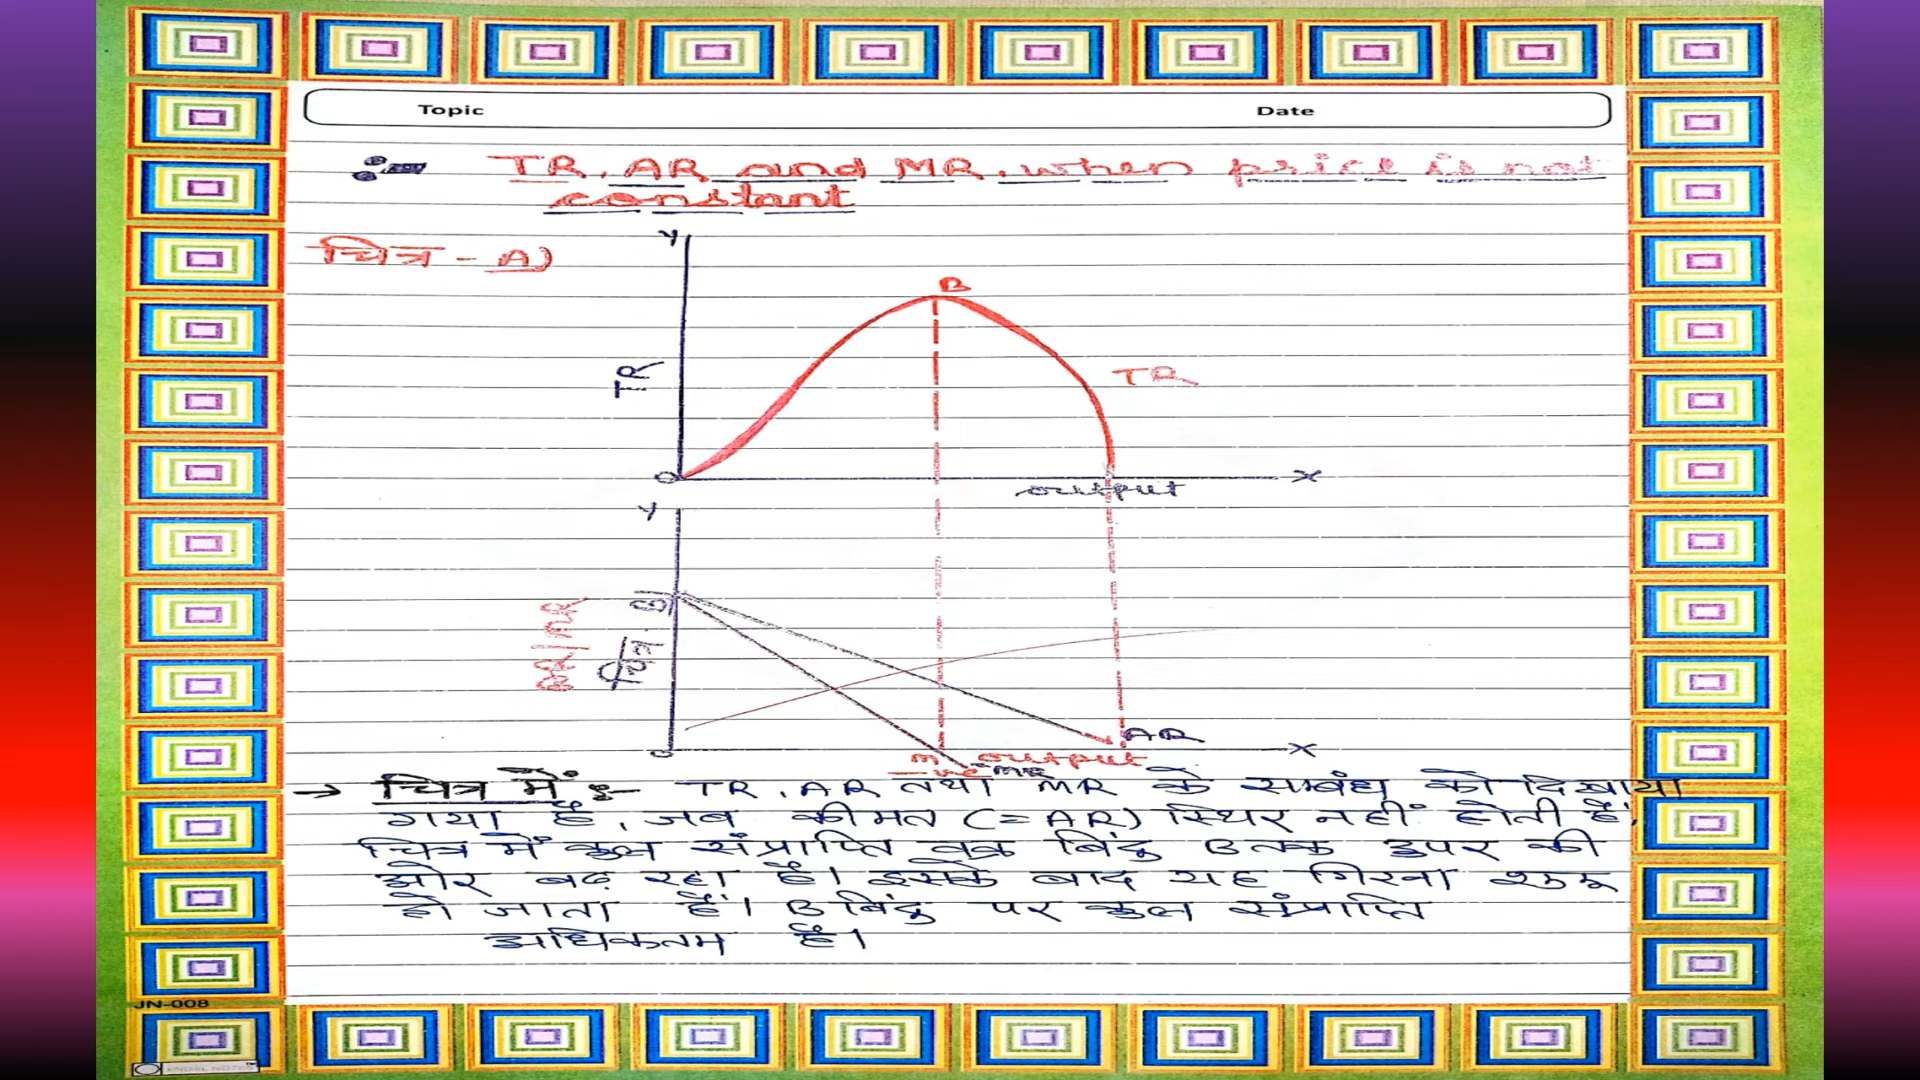 Topic Date
:- TR, AR and MR, when price is not
constant
चित्र - A)
Y
B
TR
TR
O
output
X
Y
B
AR/MR
चित्र
O
AR
X
M output
-ve MR
→ चित्र में :- TR, AR तथा MR के सम्बंध को दिखाया
गया है, जब कीमत (= AR) स्थिर नहीं होती है।
चित्र में कुल संप्राप्ति वक्र बिंदु B तक उपर की
ओर बढ़ रहा है। इसके बाद यह गिरना शुरू
हो जाता है। B बिंदु पर कुल संप्राप्ति
अधिकतम है।
JN-008